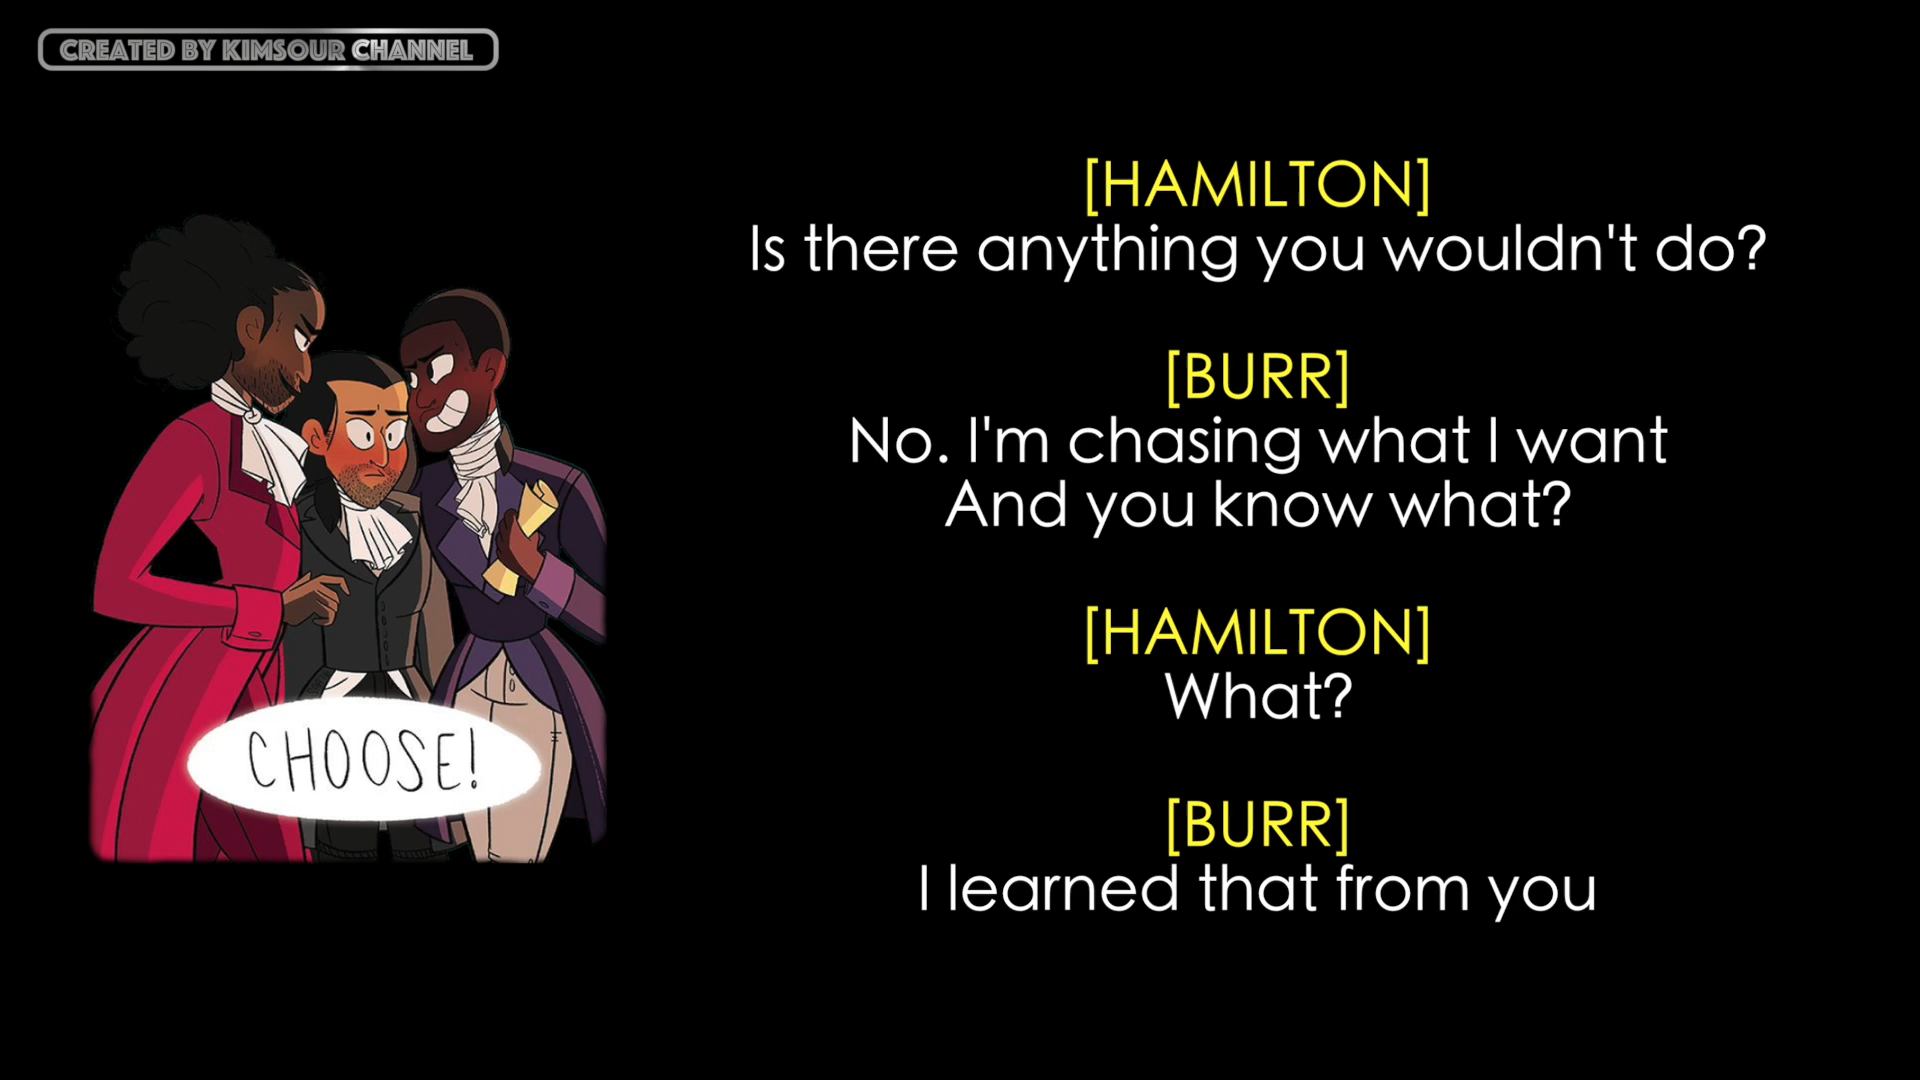 CREATED BY KIMSOUR CHANNEL
[HAMILTON]
Is there anything you wouldn't do?
[BURR]
No. I'm chasing what I want
And you know what?
[HAMILTON]
What?
[BURR]
I learned that from you
CHOOSE!